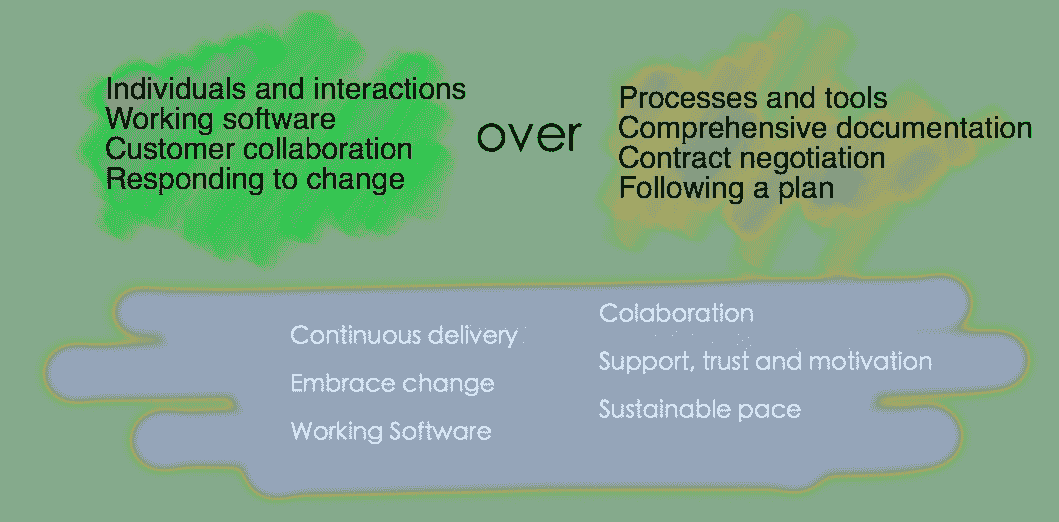 Individuals and interactions
Working software
Customer collaboration
Responding to change
over
Processes and tools
Comprehensive documentation
Contract negotiation
Following a plan
Continuous delivery
Embrace change
Working Software
Colaboration
Support, trust and motivation
Sustainable pace